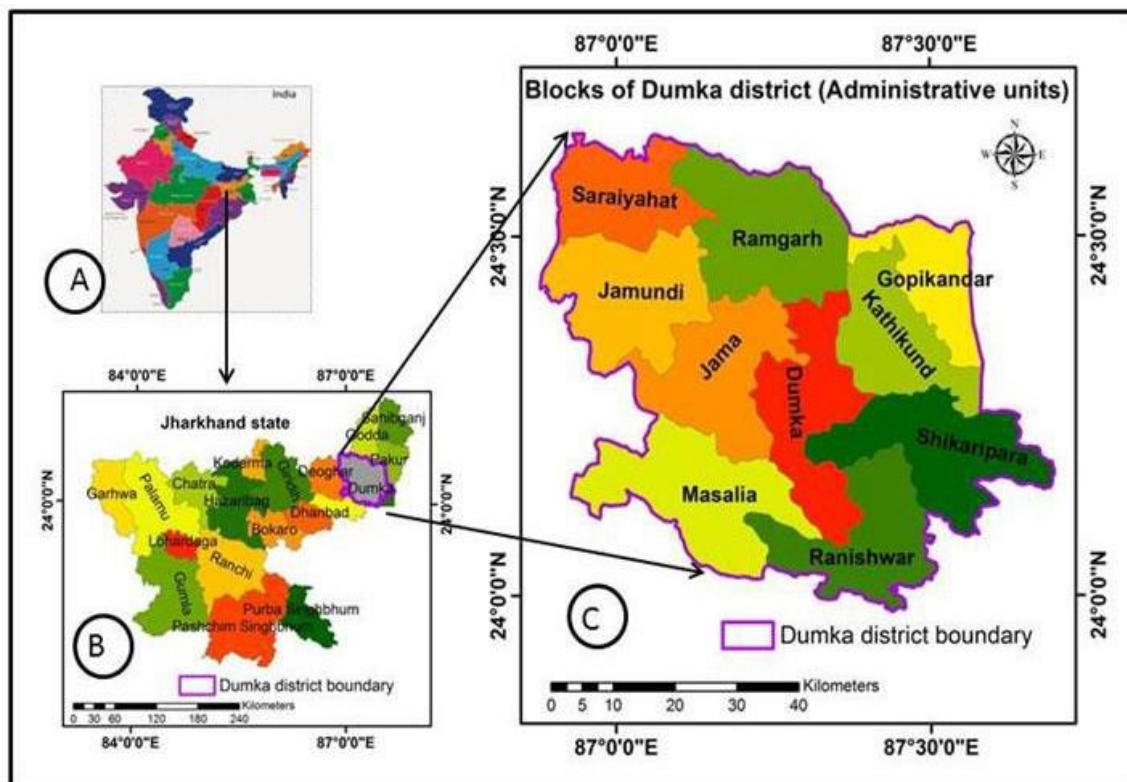 India
A
84°0'0"E
87°0'0"E
Jharkhand state
24°0'0"N
24°0'0"N
Sahibganj
Godda
Pakur
Dumka
Deoghar
Koderma
Giridih
Chatra
Hazaribag
Garhwa
Palamu
Dhanbad
Bokaro
Lohardaga
Ranchi
Gumla
Purba Singhbhum
Pashchim Singhbhum
B
Dumka district boundary
Kilometers
0 30 60 120 180 240
84°0'0"E
87°0'0"E
87°0'0"E
87°30'0"E
Blocks of Dumka district (Administrative units)
N
W
E
S
24°30'0"N
24°30'0"N
Saraiyahat
Ramgarh
Gopikandar
Jamundi
Kathikund
Jama
Dumka
Shikaripara
Masalia
Ranishwar
24°0'0"N
24°0'0"N
C
Dumka district boundary
Kilometers
0 5 10 20 30 40
87°0'0"E
87°30'0"E